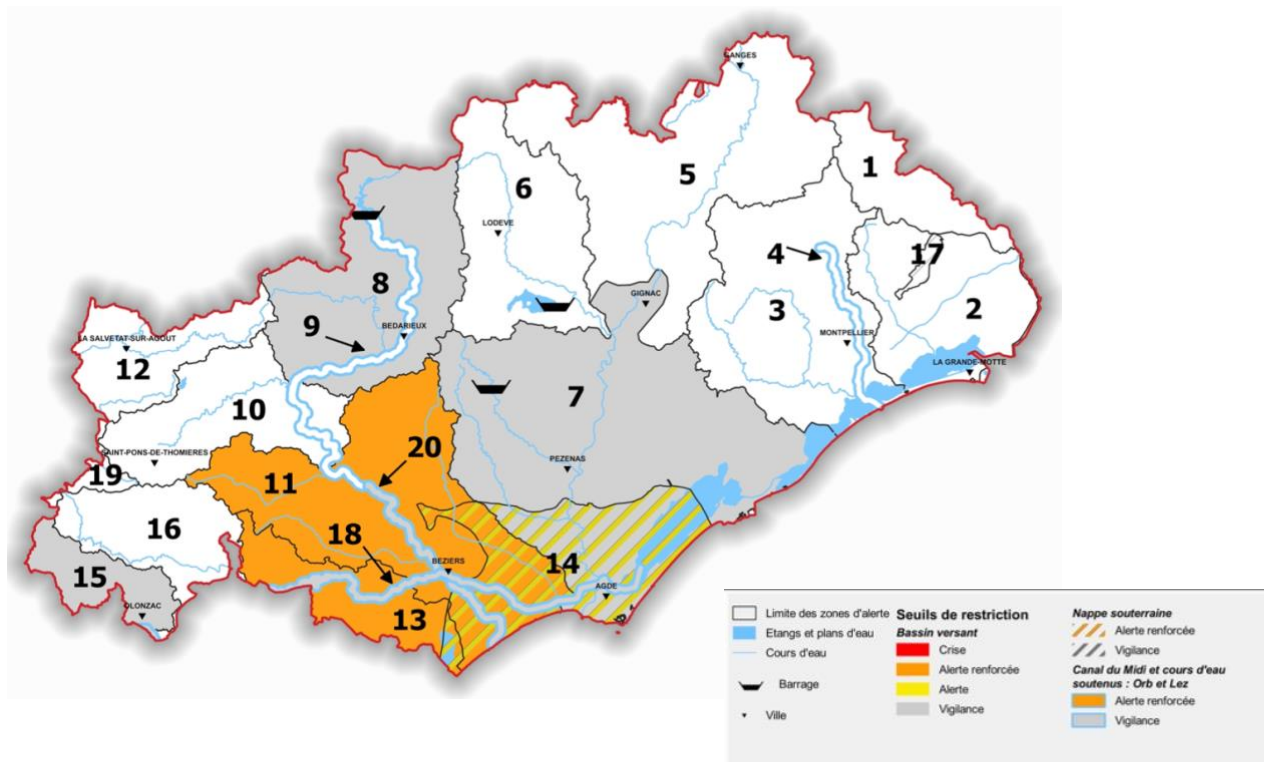 GANGES
1
5
6
LODEVE
4
17
8
GIGNAC
2
3
9
BEDARIEUX
MONTPELLIER
LA SALVETAT-SUR-AGOUT
LA GRANDE-MOTTE
12
7
10
20
SAINT-PONS-DE-THOMIERES
PEZENAS
19
11
16
18
14
BEZIERS
15
AGDE
OLONZAC
13
Limite des zones d'alerte
Etangs et plans d'eau
Cours d'eau
Barrage
Ville
Seuils de restriction
Bassin versant
Crise
Alerte renforcée
Alerte
Vigilance
Nappe souterraine
Alerte renforcée
Vigilance
Canal du Midi et cours d'eau
soutenus : Orb et Lez
Alerte renforcée
Vigilance